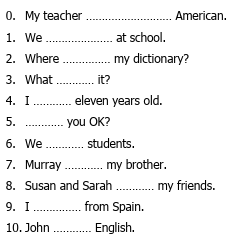 0. My teacher ........................... American.
1. We ..................... at school.
2. Where ............... my dictionary?
3. What ............ it?
4. I ............ eleven years old.
5. ............ you OK?
6. We ............ students.
7. Murray ............ my brother.
8. Susan and Sarah ............ my friends.
9. I ............... from Spain.
10. John ............ English.